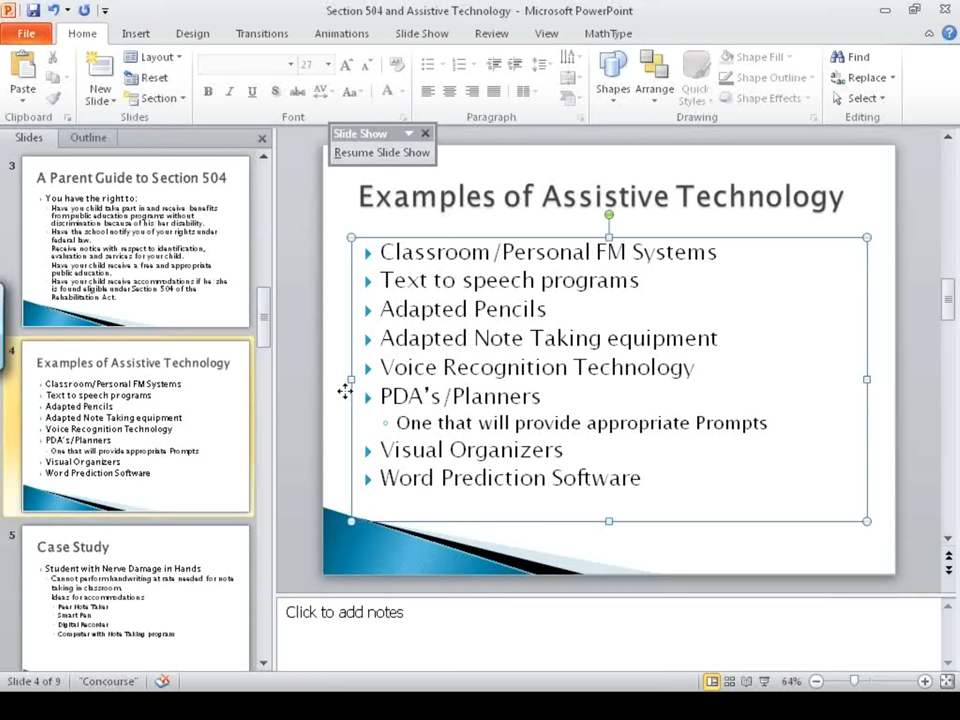 Section 504 and Assistive Technology - Microsoft PowerPoint
File Home Insert Design Transitions Animations Slide Show Review View MathType
Paste
Clipboard
New Slide
Layout
Reset
Section
Slides
27
B I U S abc AV Aa A
Font
Paragraph
Shapes
Arrange
Quick Styles
Shape Fill
Shape Outline
Shape Effects
Drawing
Find
Replace
Select
Editing
Slides Outline
Slide Show
Resume Slide Show
3
A Parent Guide to Section 504
You have the right to:
Have you child take part in and receive benefits
from public education programs without
discrimination because of his/her disability.
Have the school notify you of your rights under
federal law.
Receive notice with respect to identification,
evaluation and services for your child.
Have your child receive a free and appropriate
public education.
Have your child receive accommodations if he/she
is found eligible under Section 504 of the
Rehabilitation Act.
4
Examples of Assistive Technology
Classroom/Personal FM Systems
Text to speech programs
Adapted Pencils
Adapted Note Taking equipment
Voice Recognition Technology
PDA's/Planners
One that will provide appropriate Prompts
Visual Organizers
Word Prediction Software
5
Case Study
Student with Nerve Damage in Hands
Cannot perform handwriting at rate needed for note
taking in classroom.
Ideas for accommodations
Peer Note Taker
Smart Pen
Digital Recorder
Computer with Note Taking program
Examples of Assistive Technology
Classroom/Personal FM Systems
Text to speech programs
Adapted Pencils
Adapted Note Taking equipment
Voice Recognition Technology
PDA's/Planners
One that will provide appropriate Prompts
Visual Organizers
Word Prediction Software
Click to add notes
Slide 4 of 9 "Concourse" 64%